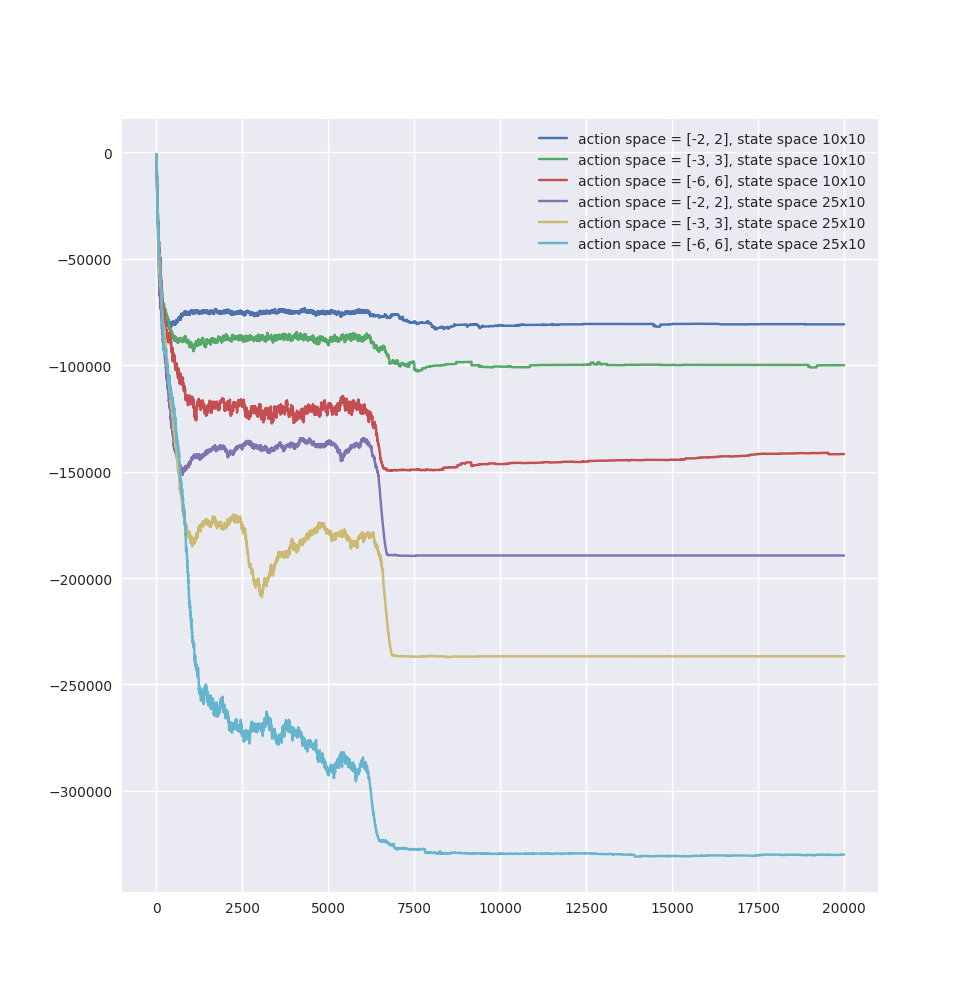 action space = [-2, 2], state space 10x10
action space = [-3, 3], state space 10x10
action space = [-6, 6], state space 10x10
action space = [-2, 2], state space 25x10
action space = [-3, 3], state space 25x10
action space = [-6, 6], state space 25x10
0
−50000
−100000
−150000
−200000
−250000
−300000
0 2500 5000 7500 10000 12500 15000 17500 20000